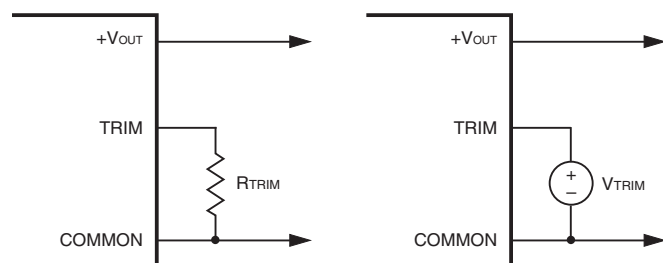 +VOUT
TRIM
RTRIM
COMMON
+VOUT
TRIM
+
–
VTRIM
COMMON